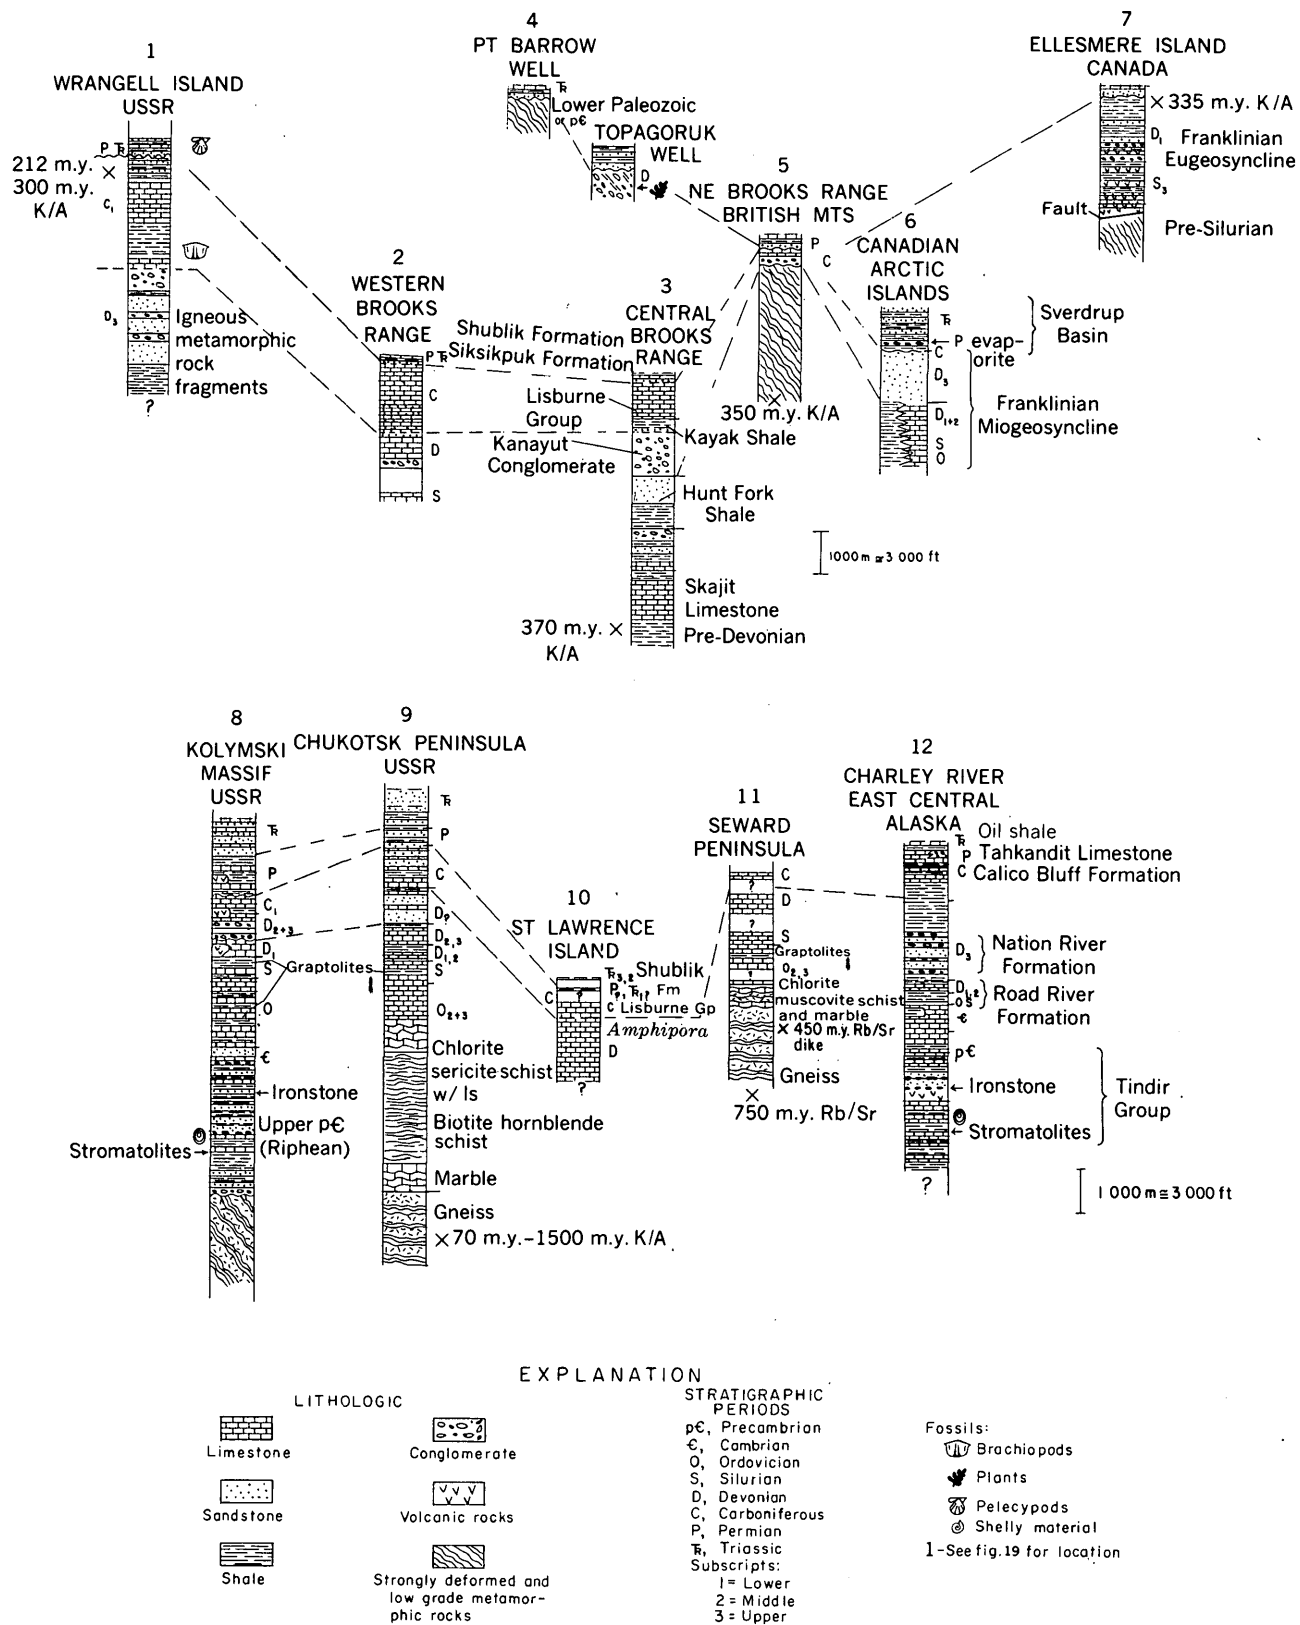 1
WRANGELL ISLAND
USSR
P TR
212 m.y.
300 m.y.
K/A
C1
D3
Igneous
metamorphic
rock
fragments
?
2
WESTERN
BROOKS
RANGE
P TR
C
D
S
Shublik Formation
Siksikpuk Formation
3
CENTRAL
BROOKS
RANGE
Lisburne
Group
Kayak Shale
Kanayut
Conglomerate
Hunt Fork
Shale
Skajit
Limestone
Pre-Devonian
370 m.y. ×
K/A
4
PT BARROW
WELL
TR
Lower Paleozoic
or p€
TOPAGORUK
WELL
D
5
NE BROOKS RANGE
BRITISH MTS
P
C
350 m.y. K/A
6
CANADIAN
ARCTIC
ISLANDS
TR
P evap-
orite
C
D3
D1+2
S
O
Sverdrup
Basin
Franklinian
Miogeosyncline
7
ELLESMERE ISLAND
CANADA
× 335 m.y. K/A
D1 Franklinian
Eugeosyncline
S3
Fault
Pre-Silurian
1000 m or 3 000 ft
8
KOLYMSKI
MASSIF
USSR
TR
P
C1
D2+3
D1
S
O
€
Graptolites
Ironstone
Upper p€
(Riphean)
Stromatolites
9
CHUKOTSK PENINSULA
USSR
TR
P
C
D?
D2,3
D1,2
S
O2+3
Chlorite
sericite schist
w/ ls
Biotite hornblende
schist
Marble
Gneiss
× 70 m.y.-1500 m.y. K/A
10
ST LAWRENCE
ISLAND
TR3,2 Shublik
P?, TR1? Fm
C
?
C Lisburne Gp
Amphipora
D
?
11
SEWARD
PENINSULA
C
?
D
?
S
Graptolites
O2,3
Chlorite
muscovite schist
and marble
× 450 m.y. Rb/Sr
dike
Gneiss
×
750 m.y. Rb/Sr
12
CHARLEY RIVER
EAST CENTRAL
ALASKA
TR Oil shale
P Tahkandit Limestone
C Calico Bluff Formation
D3 Nation River
Formation
D1,2
O S
Road River
Formation
€
p€
Ironstone
Stromatolites
Tindir
Group
?
1 000 m ≅ 3 000 ft
EXPLANATION
LITHOLOGIC
Limestone
Conglomerate
Sandstone
Volcanic rocks
Shale
Strongly deformed and
low grade metamor-
phic rocks
STRATIGRAPHIC
PERIODS
p€, Precambrian
€, Cambrian
O, Ordovician
S, Silurian
D, Devonian
C, Carboniferous
P, Permian
TR, Triassic
Subscripts:
1 = Lower
2 = Middle
3 = Upper
Fossils:
Brachiopods
Plants
Pelecypods
Shelly material
1-See fig. 19 for location